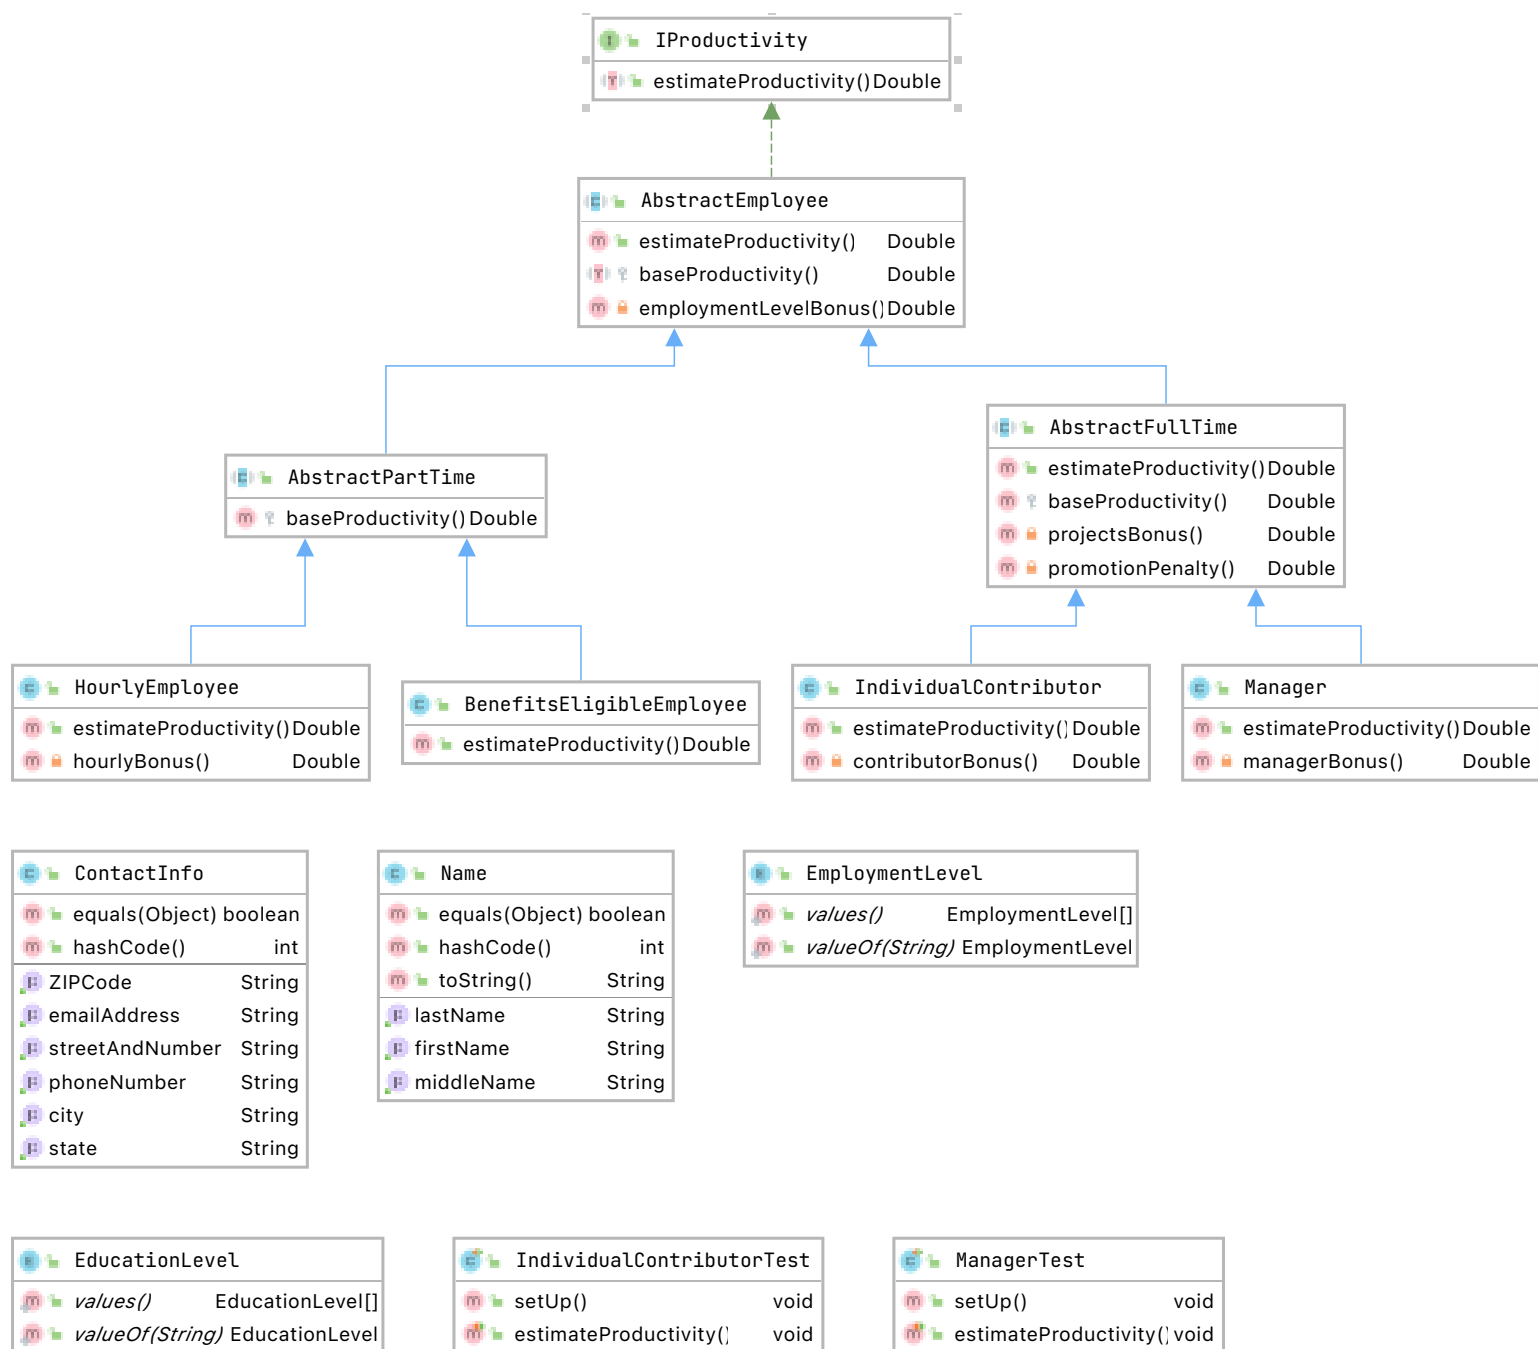 IProductivity
estimateProductivity() Double
AbstractEmployee
estimateProductivity() Double
baseProductivity() Double
employmentLevelBonus() Double
AbstractPartTime
baseProductivity() Double
AbstractFullTime
estimateProductivity() Double
baseProductivity() Double
projectsBonus() Double
promotionPenalty() Double
HourlyEmployee
estimateProductivity() Double
hourlyBonus() Double
BenefitsEligibleEmployee
estimateProductivity() Double
IndividualContributor
estimateProductivity() Double
contributorBonus() Double
Manager
estimateProductivity() Double
managerBonus() Double
ContactInfo
equals(Object) boolean
hashCode() int
ZIPCode String
emailAddress String
streetAndNumber String
phoneNumber String
city String
state String
Name
equals(Object) boolean
hashCode() int
toString() String
lastName String
firstName String
middleName String
EmploymentLevel
values() EmploymentLevel[]
valueOf(String) EmploymentLevel
EducationLevel
values() EducationLevel[]
valueOf(String) EducationLevel
IndividualContributorTest
setUp() void
estimateProductivity() void
ManagerTest
setUp() void
estimateProductivity() void